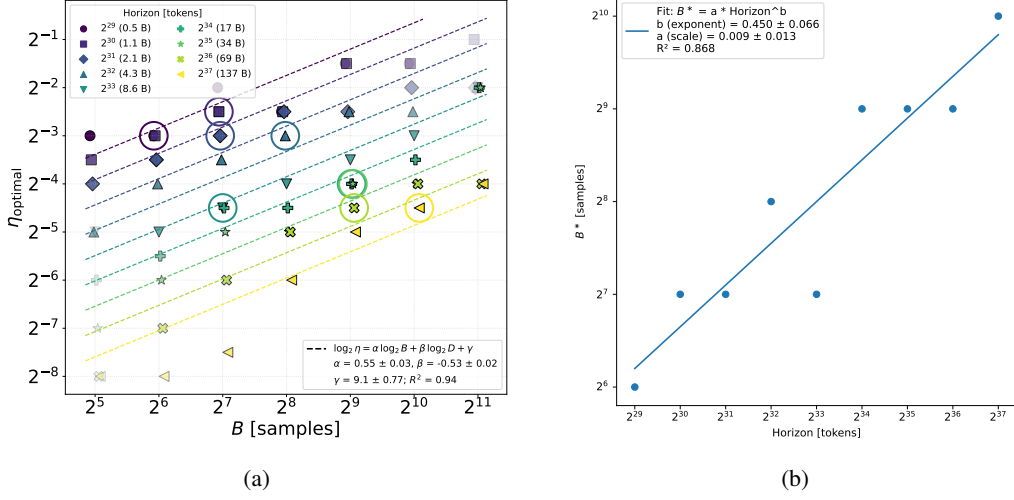 Horizon [tokens]
2^29 (0.5 B)
2^30 (1.1 B)
2^31 (2.1 B)
2^32 (4.3 B)
2^33 (8.6 B)
2^34 (17 B)
2^35 (34 B)
2^36 (69 B)
2^37 (137 B)
2^−1
2^−2
2^−3
2^−4
2^−5
2^−6
2^−7
2^−8
η_optimal
log₂ η = α log₂ B + β log₂ D + γ
α = 0.55 ± 0.03, β = -0.53 ± 0.02
γ = 9.1 ± 0.77; R² = 0.94
2^5 2^6 2^7 2^8 2^9 2^10 2^11
B [samples]
(a)
Fit: B* = a * Horizon^b
b (exponent) = 0.450 ± 0.066
a (scale) = 0.009 ± 0.013
R² = 0.868
2^10
2^9
2^8
2^7
2^6
B* [samples]
2^29 2^30 2^31 2^32 2^33 2^34 2^35 2^36 2^37
Horizon [tokens]
(b)